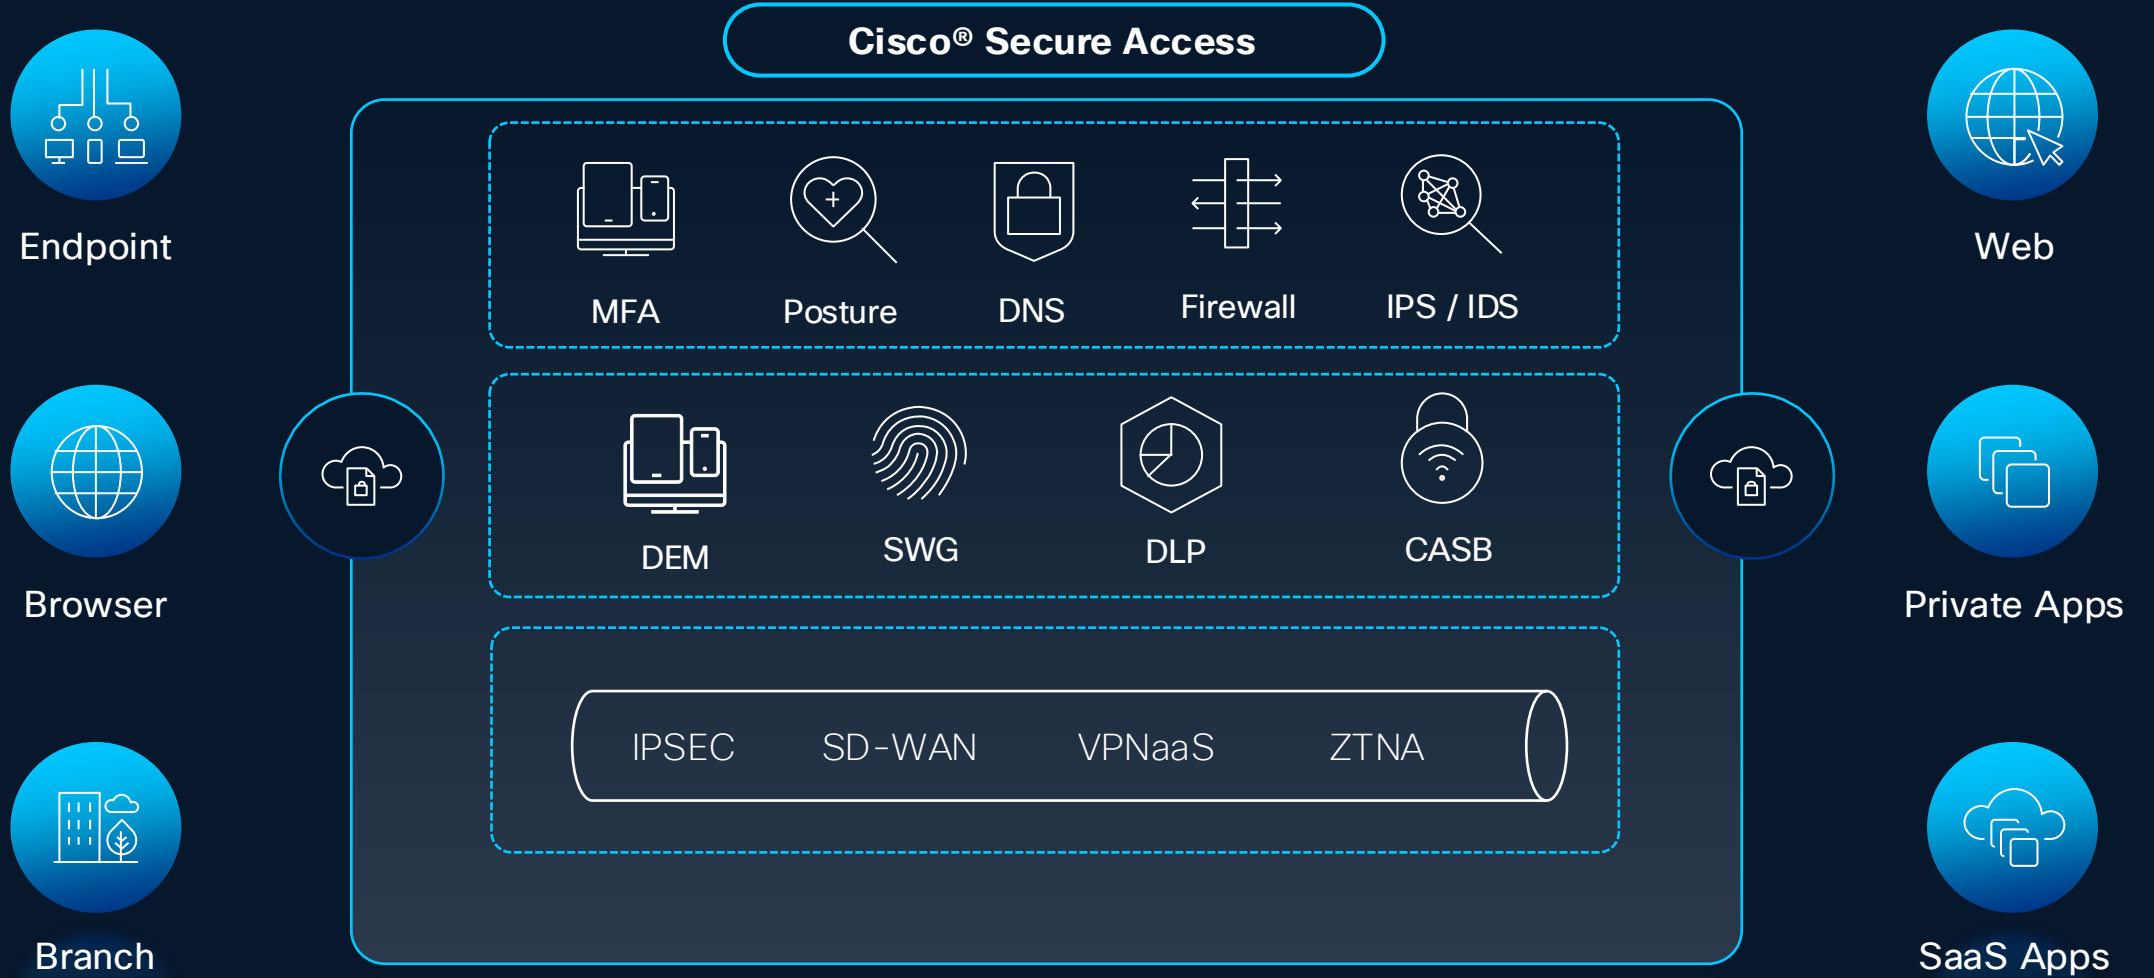 Cisco® Secure Access
Endpoint
Browser
Branch
MFA
Posture
DNS
Firewall
IPS / IDS
DEM
SWG
DLP
CASB
IPSEC
SD-WAN
VPNaaS
ZTNA
Web
Private Apps
SaaS Apps